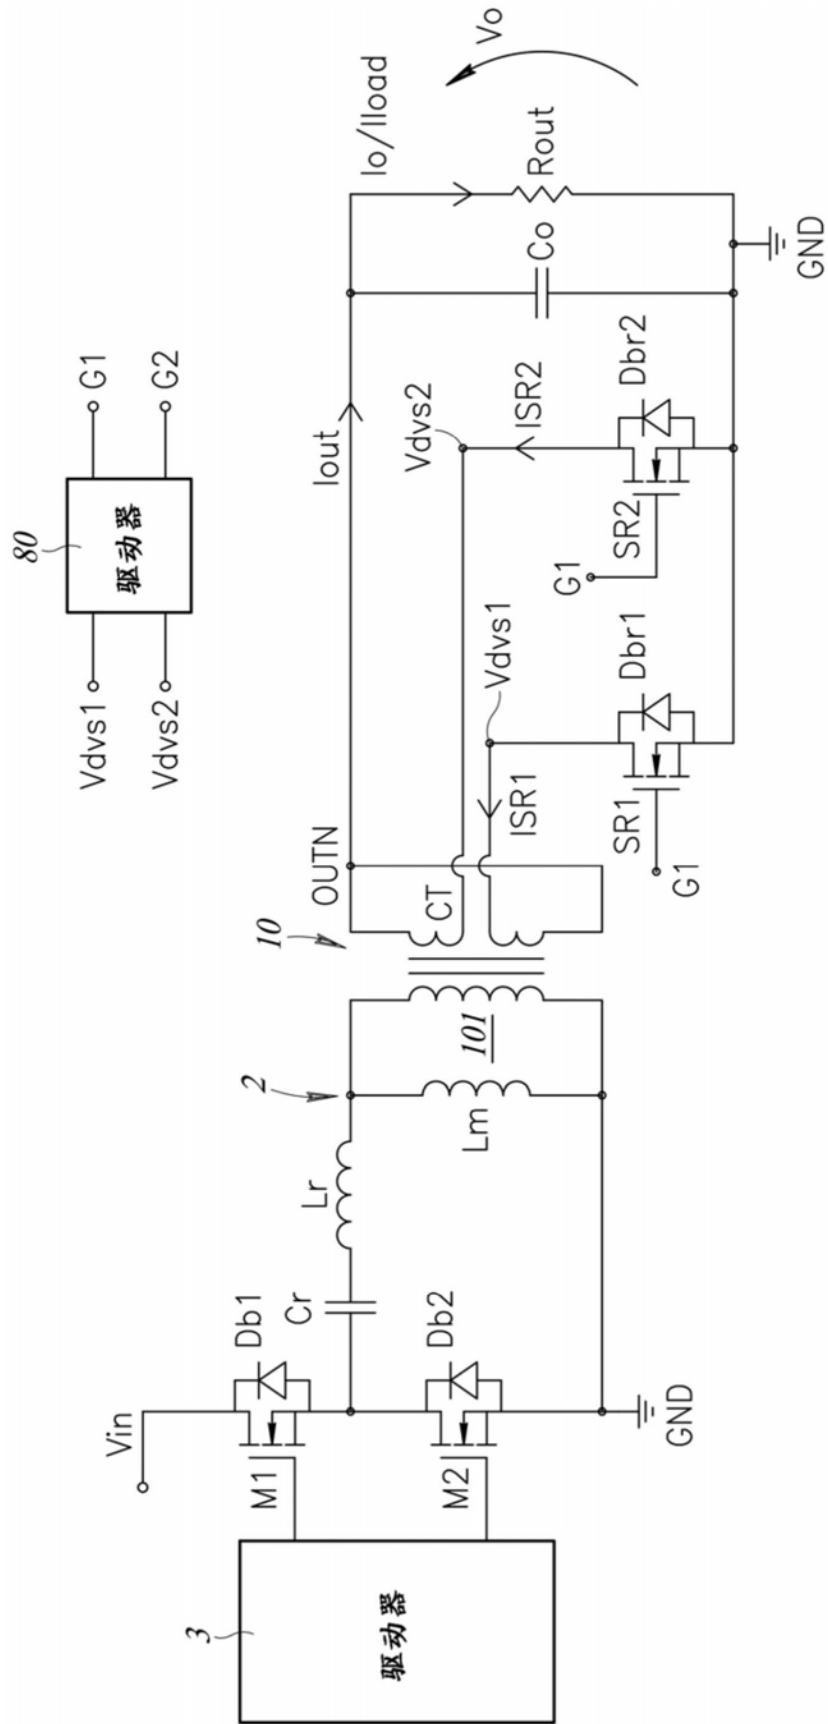 80
Vdvs1
Vdvs2
驱动器
G1
G2
3
驱动器
Vin
M1
Db1
M2
Db2
GND
Cr
Lr
2
Lm
101
10
OUTN
CT
ISR1
Vdvs1
G1
SR1
Dbr1
Iout
Vdvs2
ISR2
G1
SR2
Dbr2
Co
Io/Iload
Rout
Vo
GND